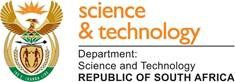 science
& technology
Department:
Science and Technology
REPUBLIC OF SOUTH AFRICA